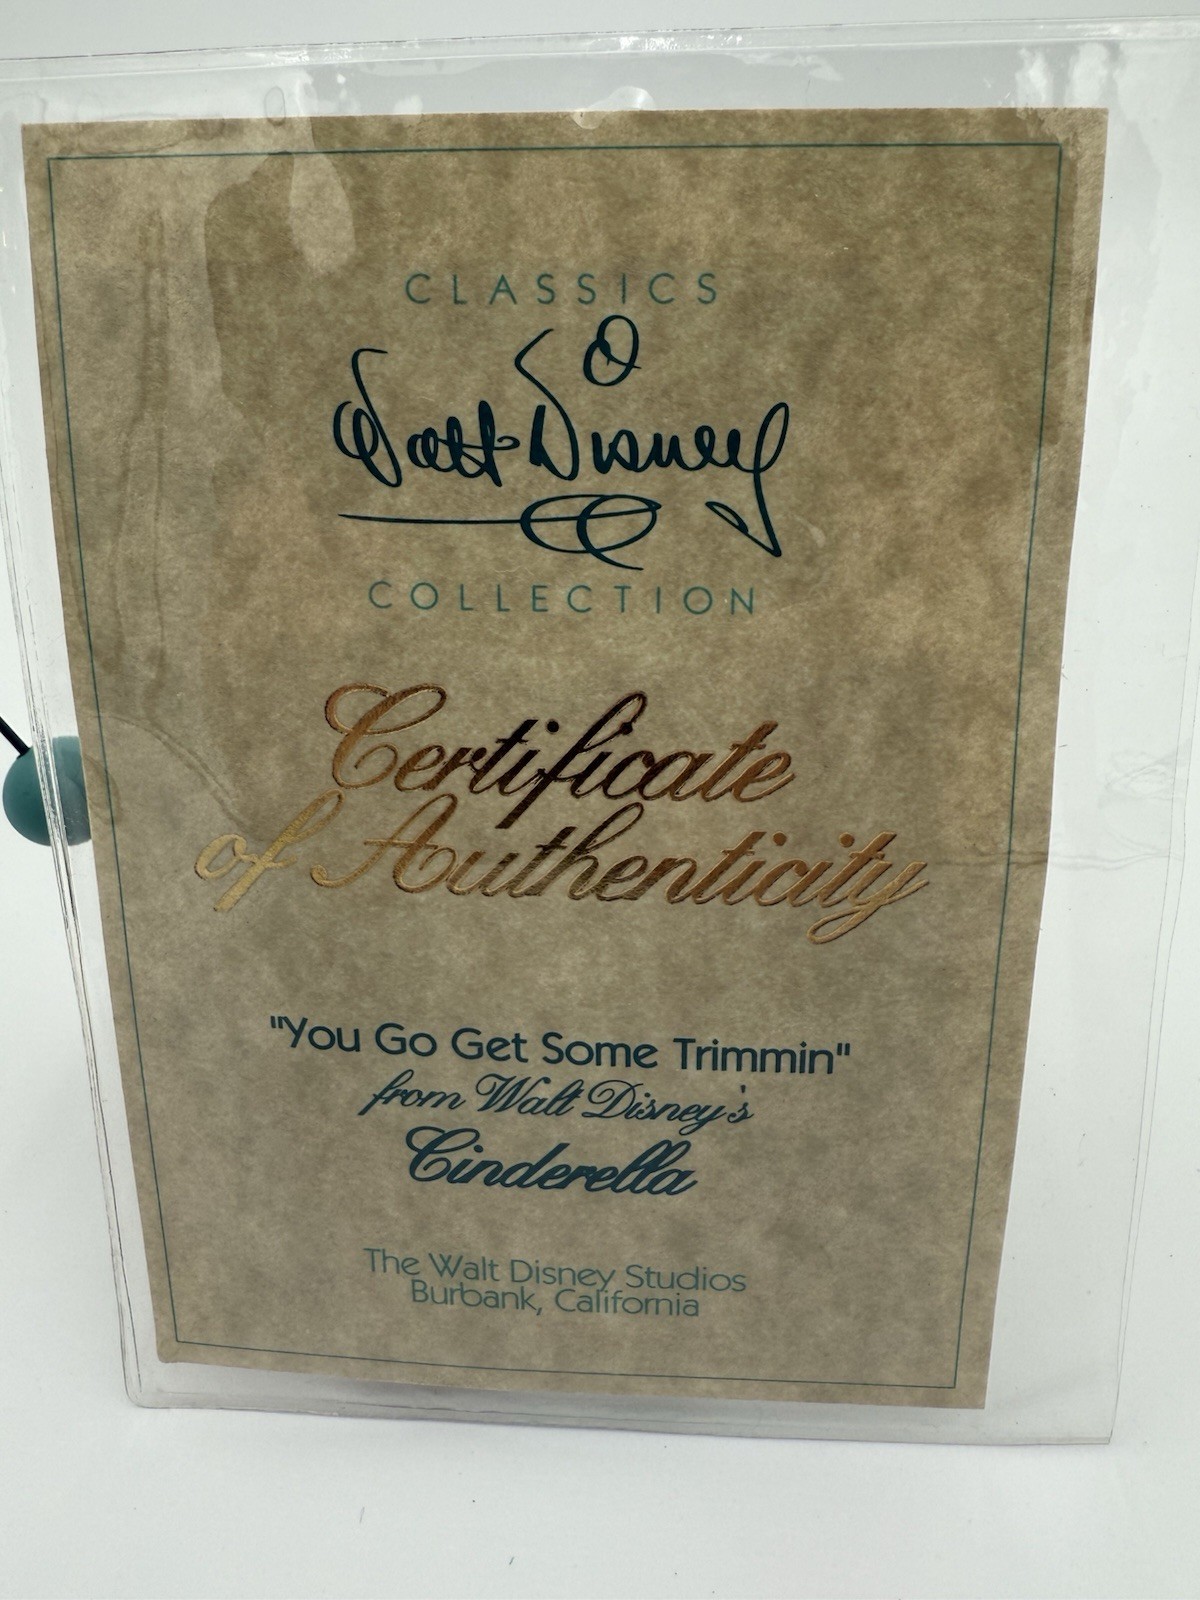 CLASSICS
Walt Disney
COLLECTION
Certificate
of Authenticity
"You Go Get Some Trimmin"
from Walt Disney's
Cinderella
The Walt Disney Studios
Burbank, California